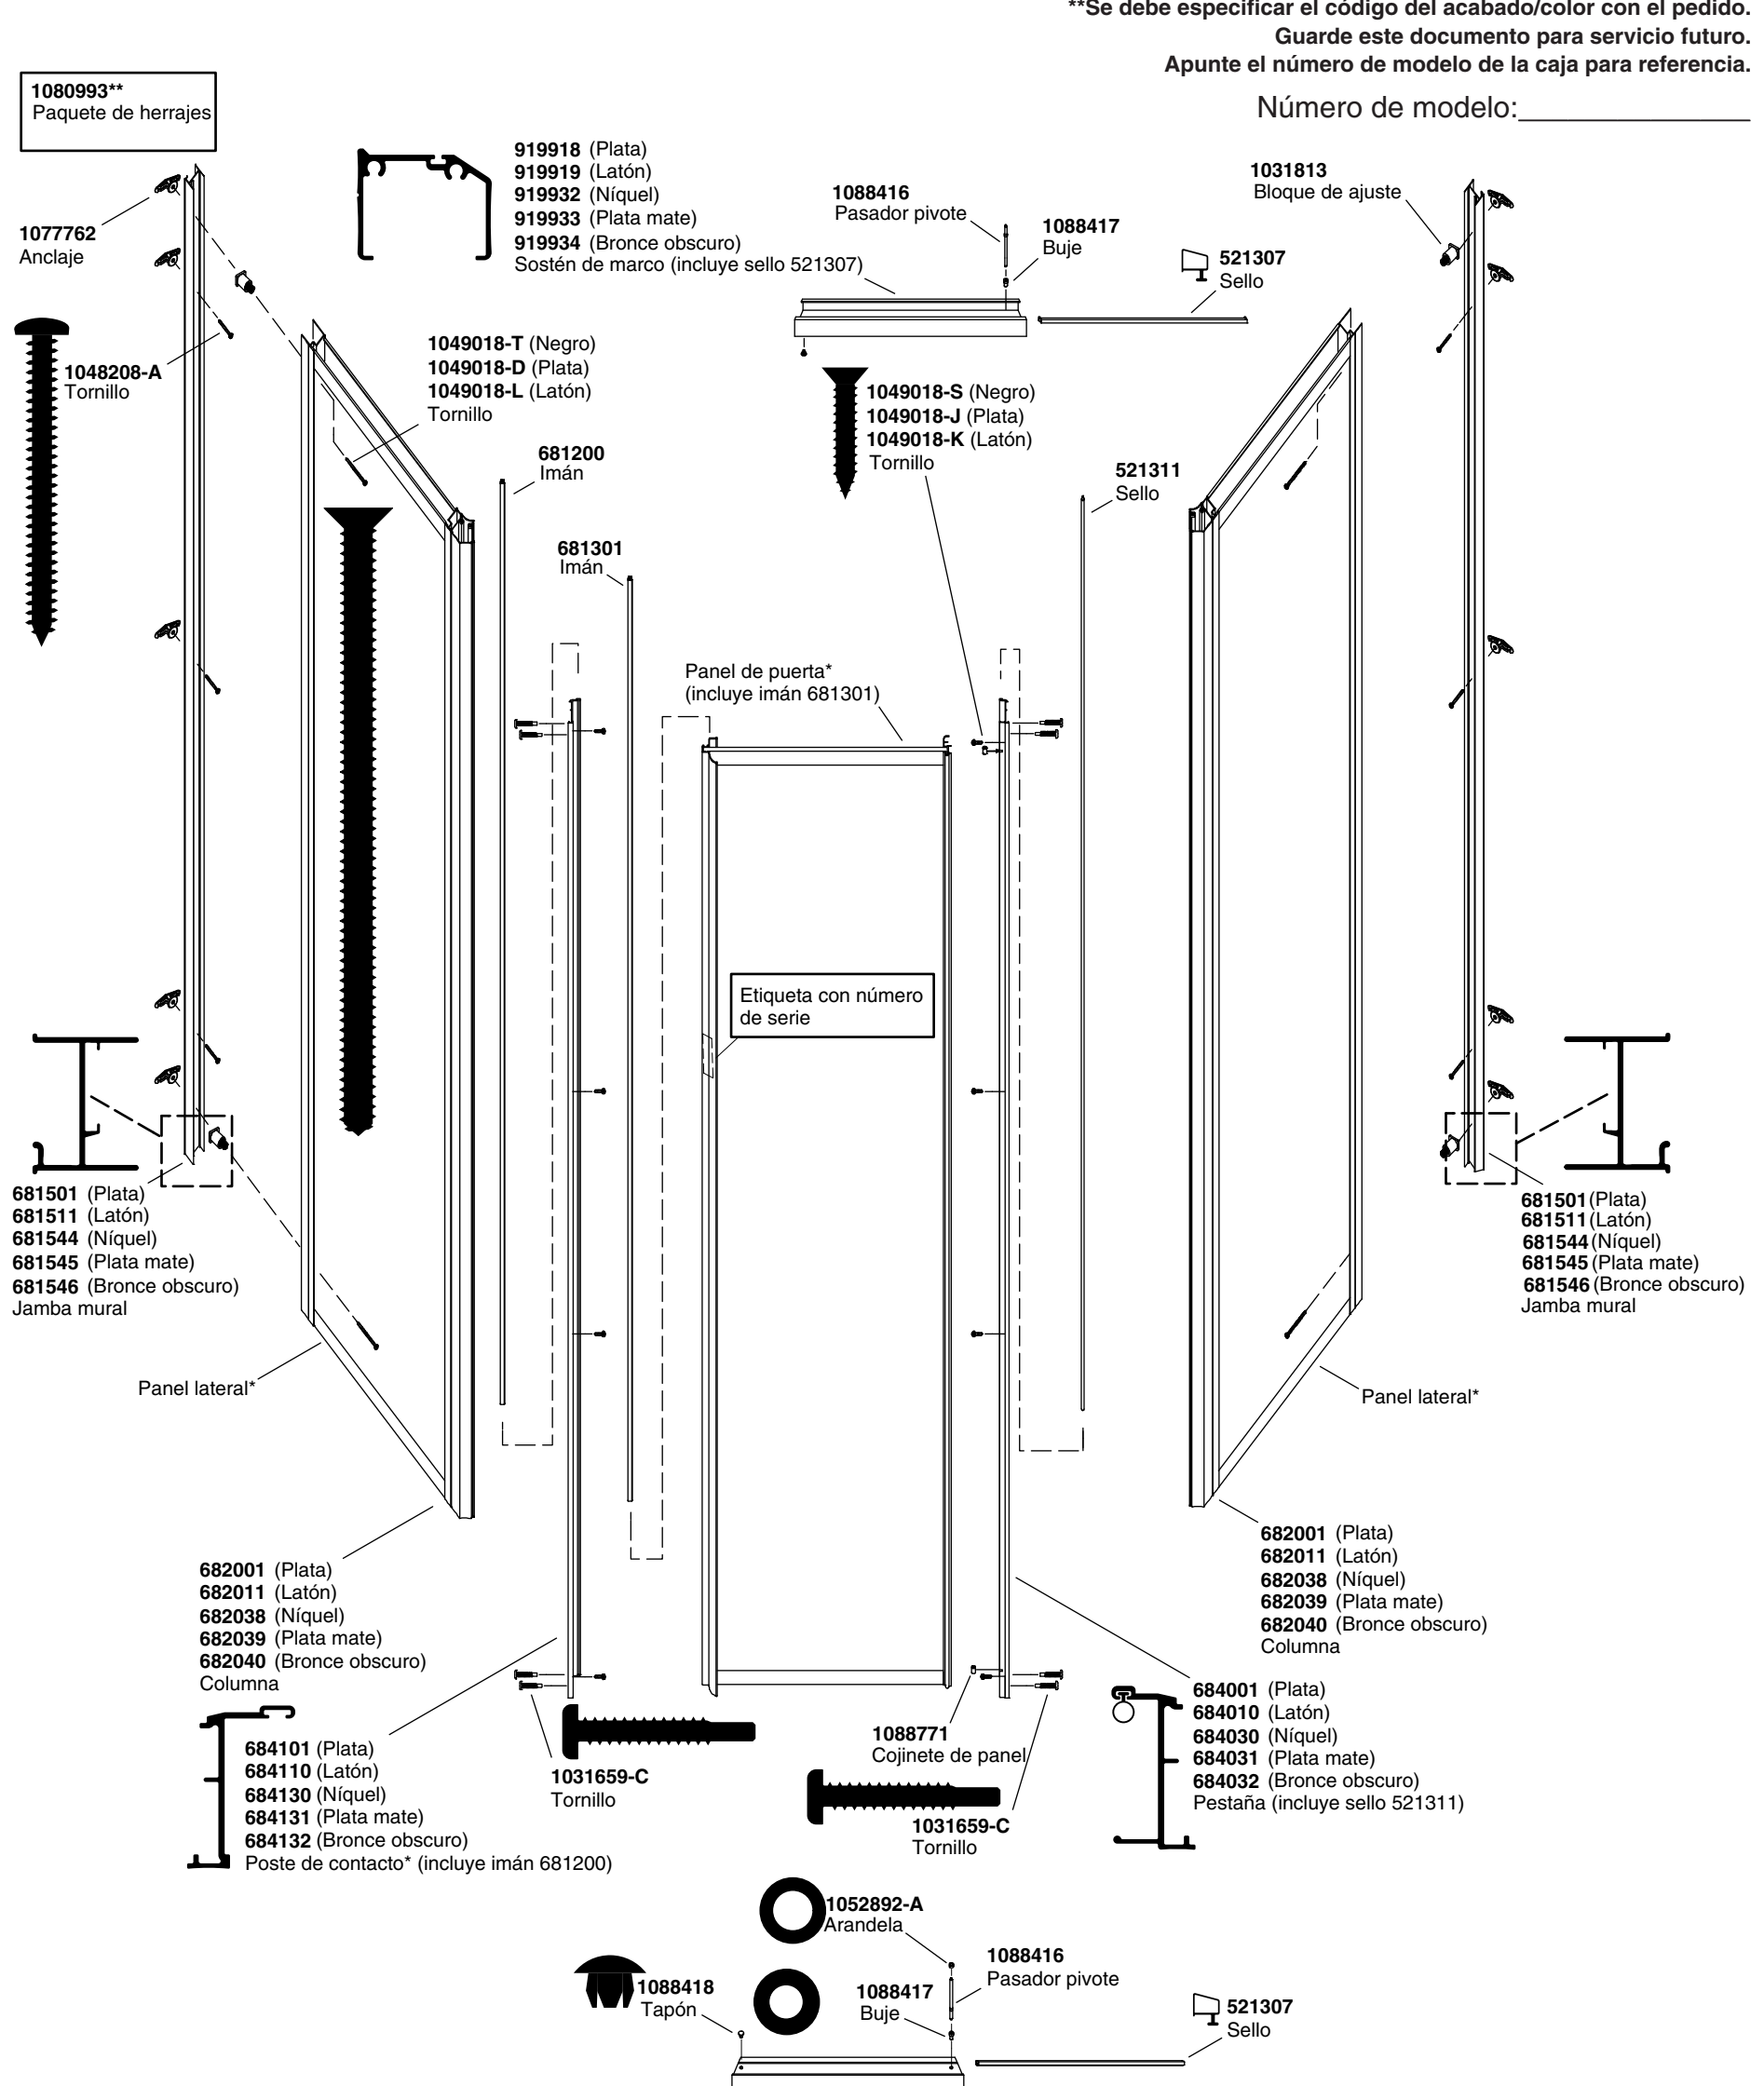 **Se debe especificar el código del acabado/color con el pedido.
Guarde este documento para servicio futuro.
Apunte el número de modelo de la caja para referencia.
Número de modelo:______________
1080993**
Paquete de herrajes
919918 (Plata)
919919 (Latón)
919932 (Níquel)
919933 (Plata mate)
919934 (Bronce obscuro)
Sostén de marco (incluye sello 521307)
1088416
Pasador pivote
1088417
Buje
521307
Sello
1031813
Bloque de ajuste
1077762
Anclaje
1048208-A
Tornillo
1049018-T (Negro)
1049018-D (Plata)
1049018-L (Latón)
Tornillo
1049018-S (Negro)
1049018-J (Plata)
1049018-K (Latón)
Tornillo
681200
Imán
521311
Sello
681301
Imán
Panel de puerta*
(incluye imán 681301)
Etiqueta con número
de serie
681501 (Plata)
681511 (Latón)
681544 (Níquel)
681545 (Plata mate)
681546 (Bronce obscuro)
Jamba mural
681501 (Plata)
681511 (Latón)
681544 (Níquel)
681545 (Plata mate)
681546 (Bronce obscuro)
Jamba mural
Panel lateral*
Panel lateral*
682001 (Plata)
682011 (Latón)
682038 (Níquel)
682039 (Plata mate)
682040 (Bronce obscuro)
Columna
682001 (Plata)
682011 (Latón)
682038 (Níquel)
682039 (Plata mate)
682040 (Bronce obscuro)
Columna
684101 (Plata)
684110 (Latón)
684130 (Níquel)
684131 (Plata mate)
684132 (Bronce obscuro)
Poste de contacto* (incluye imán 681200)
1031659-C
Tornillo
1088771
Cojinete de panel
1031659-C
Tornillo
684001 (Plata)
684010 (Latón)
684030 (Níquel)
684031 (Plata mate)
684032 (Bronce obscuro)
Pestaña (incluye sello 521311)
1052892-A
Arandela
1088416
Pasador pivote
1088418
Tapón
1088417
Buje
521307
Sello